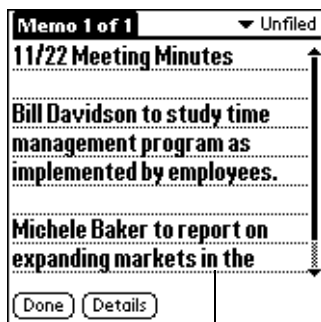 Memo 1 of 1
Unfiled
11/22 Meeting Minutes
Bill Davidson to study time
management program as
implemented by employees.
Michele Baker to report on
expanding markets in the
Done
Details